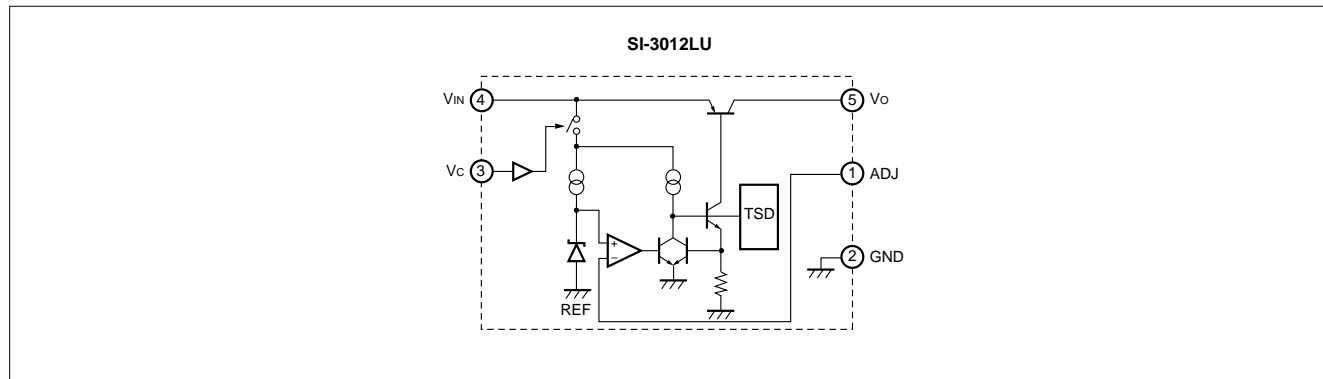 SI-3012LU
VIN 4
5 VO
VC 3
1 ADJ
TSD
+
−
2 GND
REF